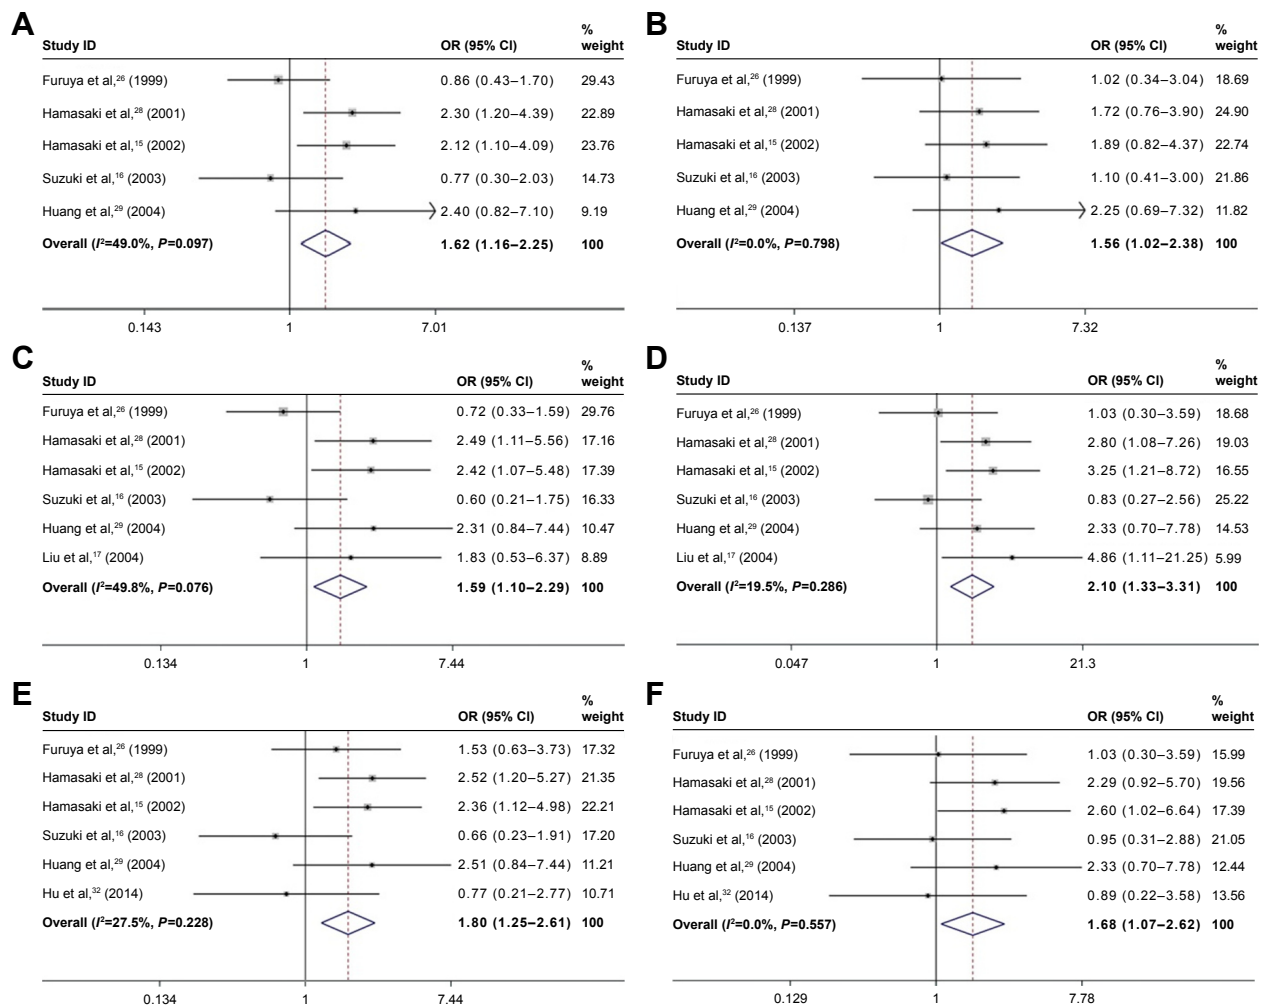 A
Study ID OR (95% CI) % weight
Furuya et al,26 (1999) 0.86 (0.43–1.70) 29.43
Hamasaki et al,28 (2001) 2.30 (1.20–4.39) 22.89
Hamasaki et al,15 (2002) 2.12 (1.10–4.09) 23.76
Suzuki et al,16 (2003) 0.77 (0.30–2.03) 14.73
Huang et al,29 (2004) 2.40 (0.82–7.10) 9.19
Overall (I2=49.0%, P=0.097) 1.62 (1.16–2.25) 100
0.143 1 7.01
B
Study ID OR (95% CI) % weight
Furuya et al,26 (1999) 1.02 (0.34–3.04) 18.69
Hamasaki et al,28 (2001) 1.72 (0.76–3.90) 24.90
Hamasaki et al,15 (2002) 1.89 (0.82–4.37) 22.74
Suzuki et al,16 (2003) 1.10 (0.41–3.00) 21.86
Huang et al,29 (2004) 2.25 (0.69–7.32) 11.82
Overall (I2=0.0%, P=0.798) 1.56 (1.02–2.38) 100
0.137 1 7.32
C
Study ID OR (95% CI) % weight
Furuya et al,26 (1999) 0.72 (0.33–1.59) 29.76
Hamasaki et al,28 (2001) 2.49 (1.11–5.56) 17.16
Hamasaki et al,15 (2002) 2.42 (1.07–5.48) 17.39
Suzuki et al,16 (2003) 0.60 (0.21–1.75) 16.33
Huang et al,29 (2004) 2.31 (0.84–7.44) 10.47
Liu et al,17 (2004) 1.83 (0.53–6.37) 8.89
Overall (I2=49.8%, P=0.076) 1.59 (1.10–2.29) 100
0.134 1 7.44
D
Study ID OR (95% CI) % weight
Furuya et al,26 (1999) 1.03 (0.30–3.59) 18.68
Hamasaki et al,28 (2001) 2.80 (1.08–7.26) 19.03
Hamasaki et al,15 (2002) 3.25 (1.21–8.72) 16.55
Suzuki et al,16 (2003) 0.83 (0.27–2.56) 25.22
Huang et al,29 (2004) 2.33 (0.70–7.78) 14.53
Liu et al,17 (2004) 4.86 (1.11–21.25) 5.99
Overall (I2=19.5%, P=0.286) 2.10 (1.33–3.31) 100
0.047 1 21.3
E
Study ID OR (95% CI) % weight
Furuya et al,26 (1999) 1.53 (0.63–3.73) 17.32
Hamasaki et al,28 (2001) 2.52 (1.20–5.27) 21.35
Hamasaki et al,15 (2002) 2.36 (1.12–4.98) 22.21
Suzuki et al,16 (2003) 0.66 (0.23–1.91) 17.20
Huang et al,29 (2004) 2.51 (0.84–7.44) 11.21
Hu et al,32 (2014) 0.77 (0.21–2.77) 10.71
Overall (I2=27.5%, P=0.228) 1.80 (1.25–2.61) 100
0.134 1 7.44
F
Study ID OR (95% CI) % weight
Furuya et al,26 (1999) 1.03 (0.30–3.59) 15.99
Hamasaki et al,28 (2001) 2.29 (0.92–5.70) 19.56
Hamasaki et al,15 (2002) 2.60 (1.02–6.64) 17.39
Suzuki et al,16 (2003) 0.95 (0.31–2.88) 21.05
Huang et al,29 (2004) 2.33 (0.70–7.78) 12.44
Hu et al,32 (2014) 0.89 (0.22–3.58) 13.56
Overall (I2=0.0%, P=0.557) 1.68 (1.07–2.62) 100
0.129 1 7.78